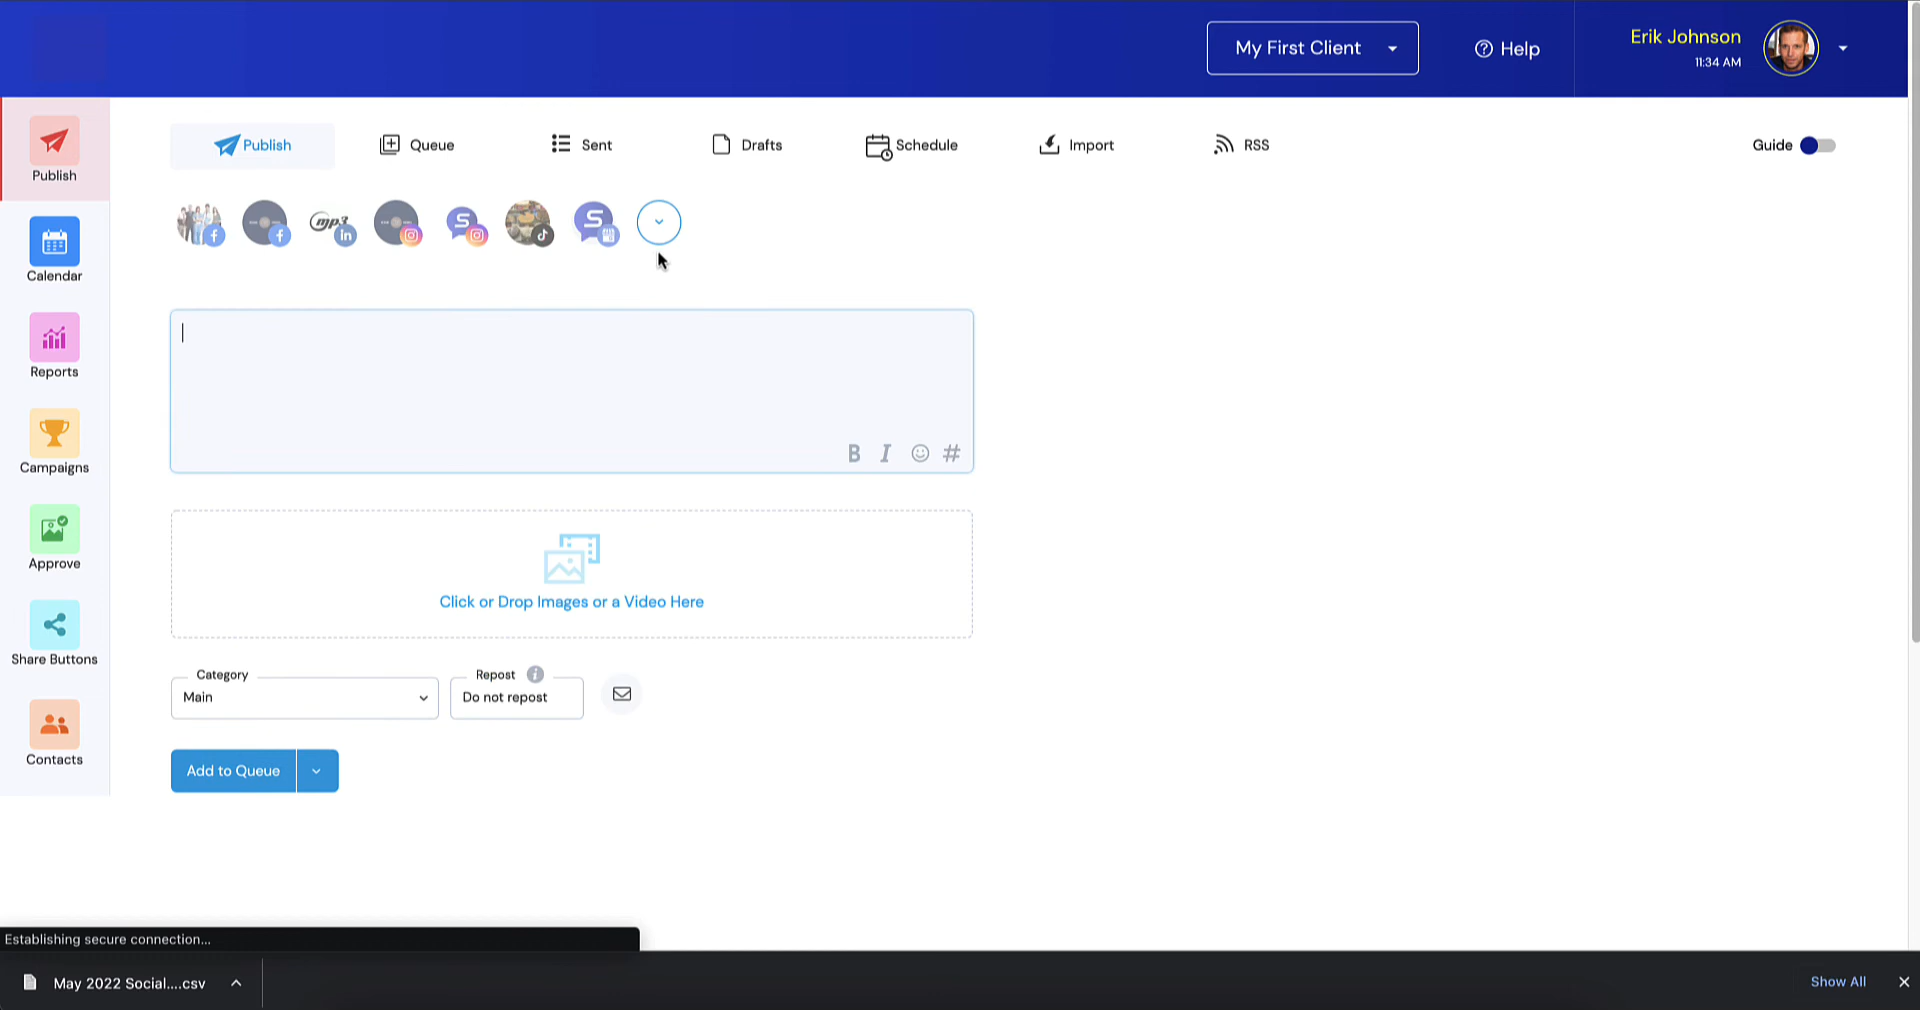 My First Client
Help
Erik Johnson
11:34 AM
Publish
Queue
Sent
Drafts
Schedule
Import
RSS
Guide
Publish
Calendar
Reports
Campaigns
Approve
Share Buttons
Contacts
mp3
in
S
S
B I #
Click or Drop Images or a Video Here
Category
Main
Repost
Do not repost
Add to Queue
Establishing secure connection...
May 2022 Social....csv
Show All